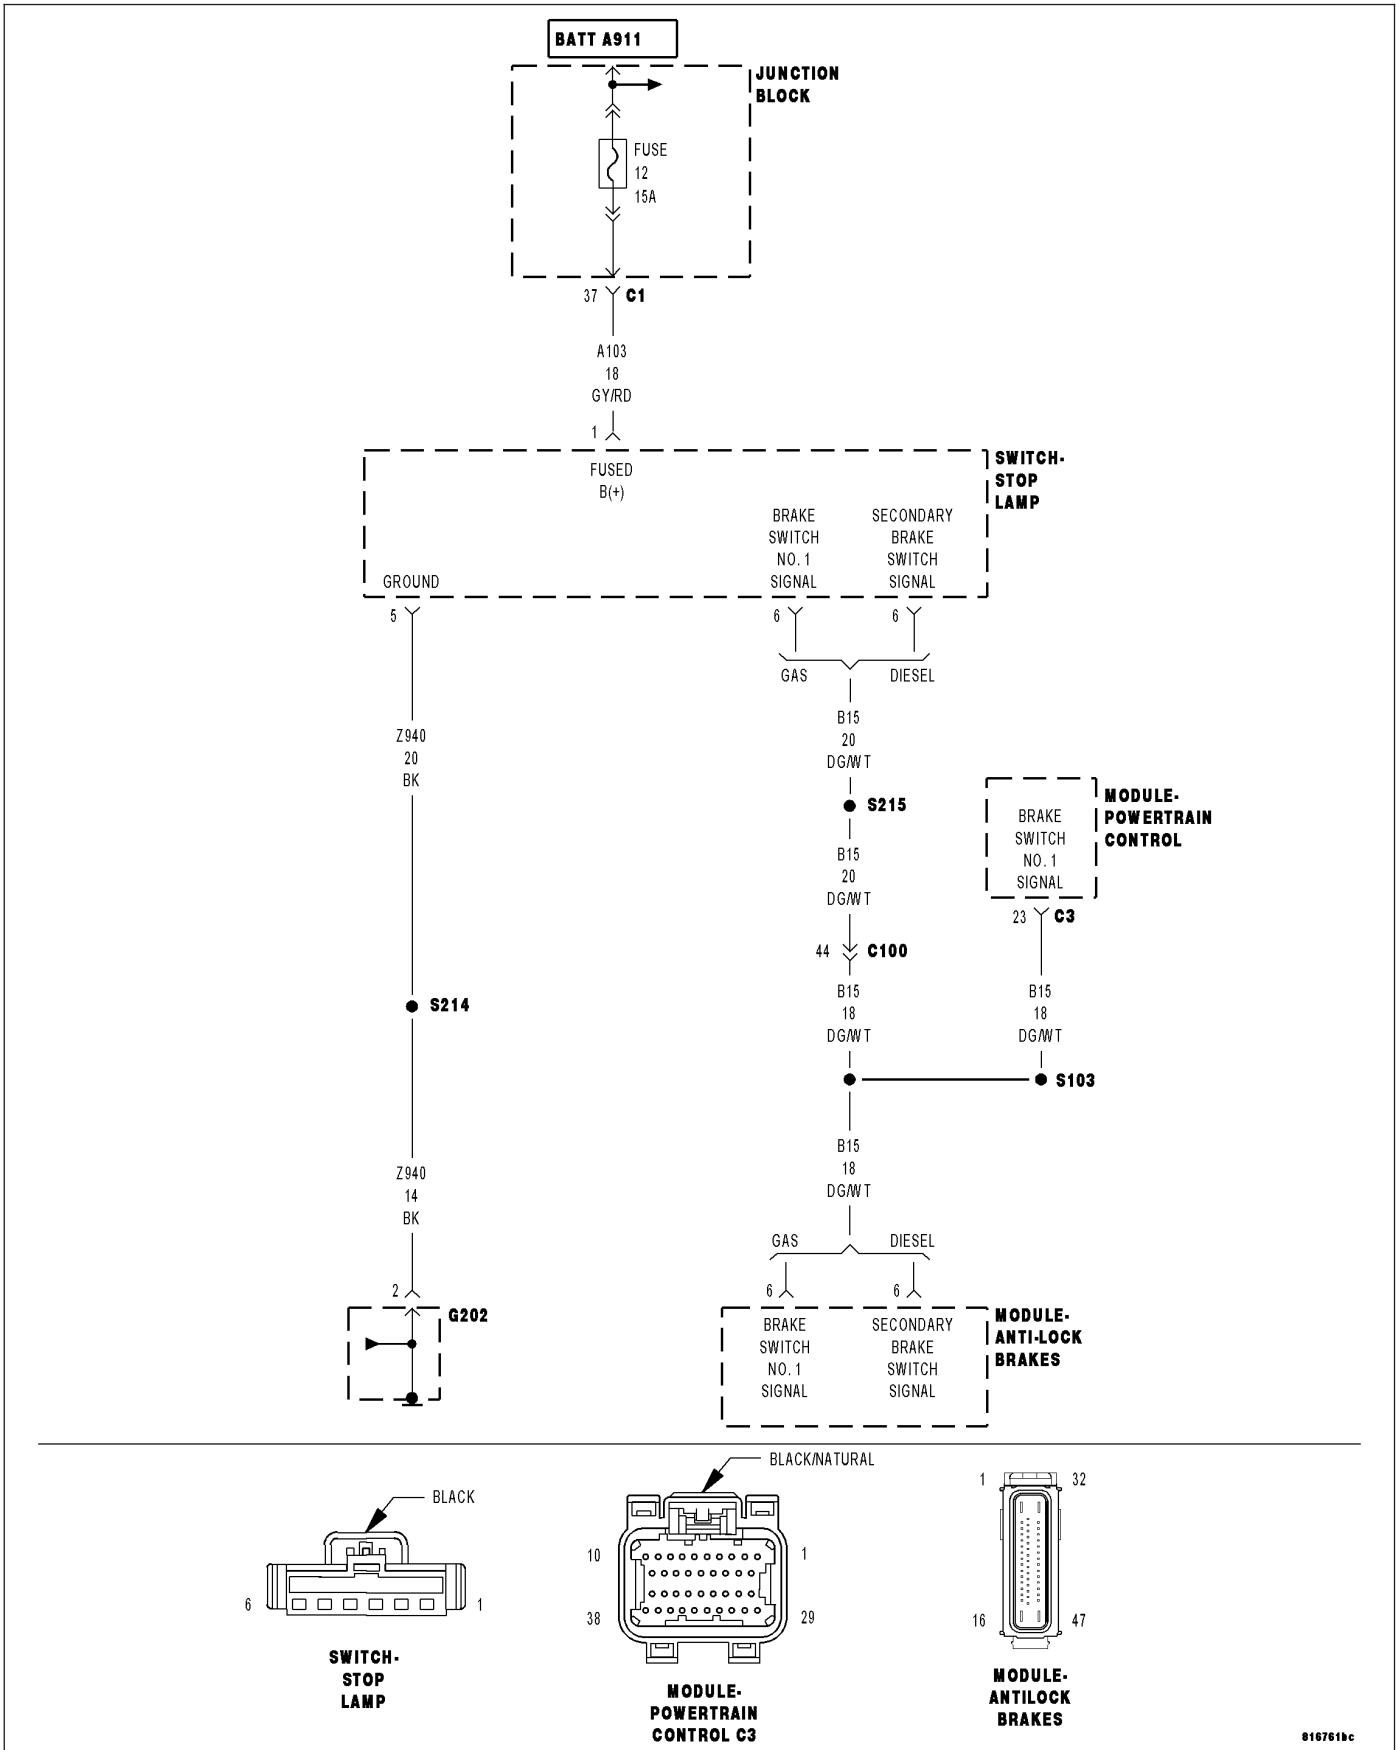 BATT A911
JUNCTION
BLOCK
FUSE
12
15A
37 C1
A103
18
GY/RD
1
SWITCH-
STOP
LAMP
FUSED
B(+)
BRAKE
SWITCH
NO. 1
SIGNAL
SECONDARY
BRAKE
SWITCH
SIGNAL
GROUND
5
6
6
GAS
DIESEL
Z940
20
BK
B15
20
DG/WT
S215
B15
20
DG/WT
MODULE-
POWERTRAIN
CONTROL
BRAKE
SWITCH
NO. 1
SIGNAL
23 C3
44 C100
B15
18
DG/WT
B15
18
DG/WT
S214
S103
B15
18
DG/WT
Z940
14
BK
GAS
DIESEL
2
6
6
G202
BRAKE
SWITCH
NO. 1
SIGNAL
SECONDARY
BRAKE
SWITCH
SIGNAL
MODULE-
ANTI-LOCK
BRAKES
BLACK
6
1
SWITCH-
STOP
LAMP
BLACK/NATURAL
10
1
38
29
MODULE-
POWERTRAIN
CONTROL C3
1
32
16
47
MODULE-
ANTILOCK
BRAKES
816761bc